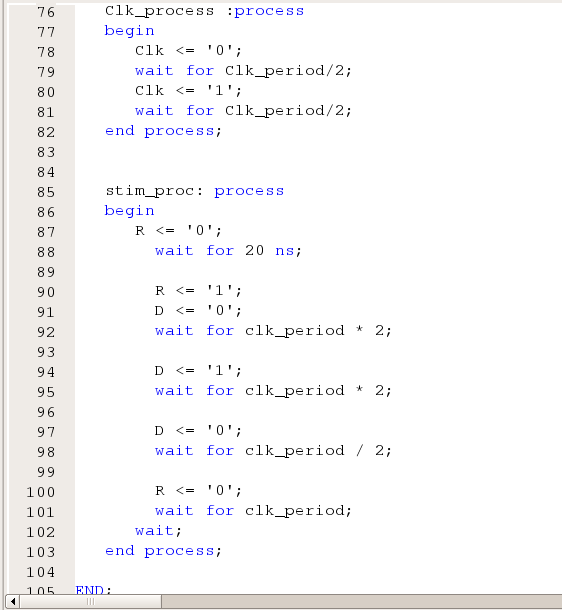 76 Clk_process :process
77 begin
78 Clk <= '0';
79 wait for Clk_period/2;
80 Clk <= '1';
81 wait for Clk_period/2;
82 end process;
83
84
85 stim_proc: process
86 begin
87 R <= '0';
88 wait for 20 ns;
89
90 R <= '1';
91 D <= '0';
92 wait for clk_period * 2;
93
94 D <= '1';
95 wait for clk_period * 2;
96
97 D <= '0';
98 wait for clk_period / 2;
99
100 R <= '0';
101 wait for clk_period;
102 wait;
103 end process;
104
105 END;